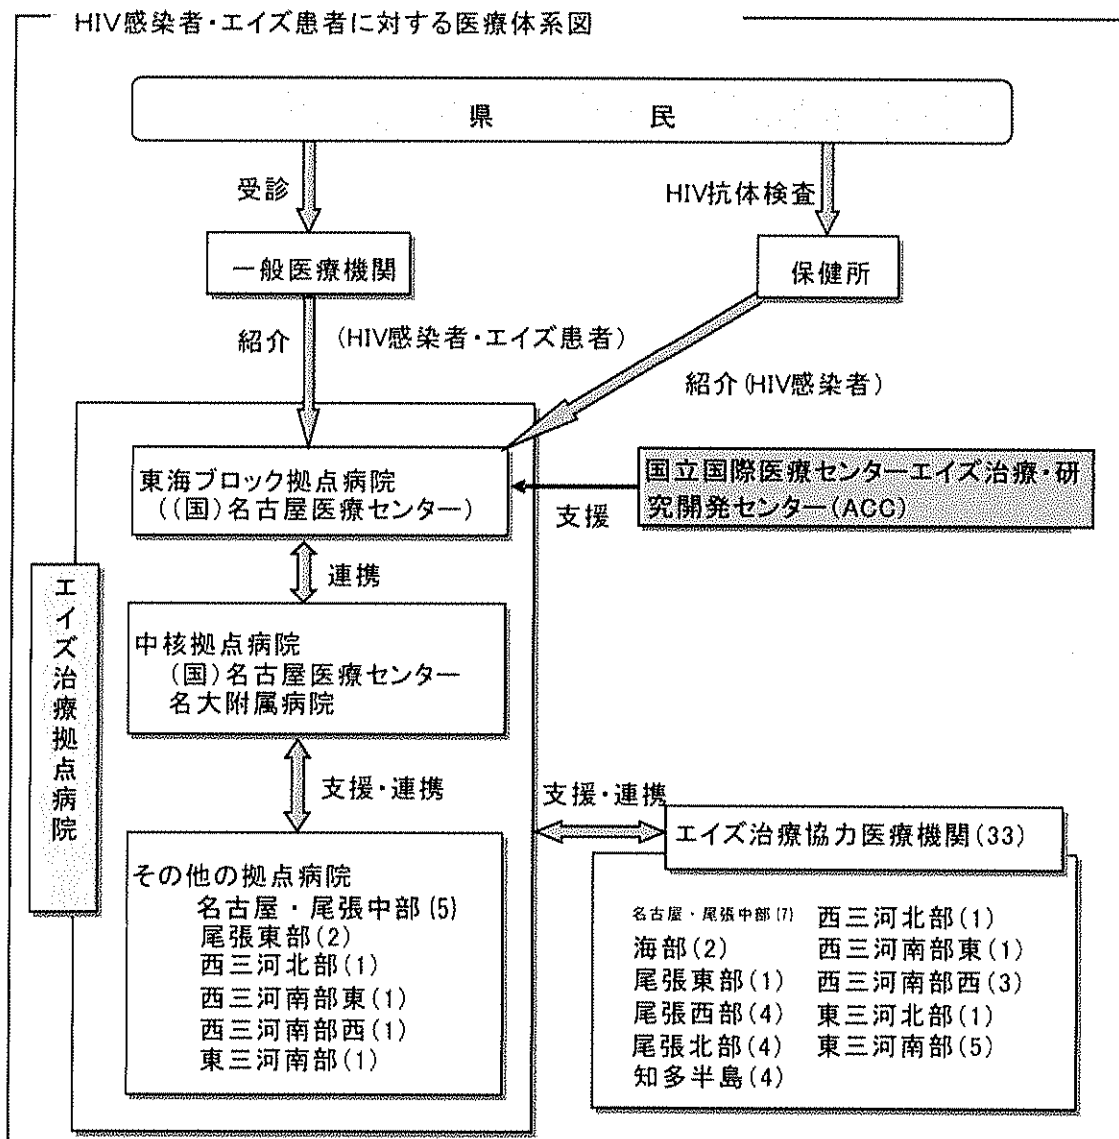 HIV感染者・エイズ患者に対する医療体系図
県　民
受診
HIV抗体検査
一般医療機関
保健所
紹介
(HIV感染者・エイズ患者)
紹介(HIV感染者)
東海ブロック拠点病院
((国)名古屋医療センター)
国立国際医療センターエイズ治療・研
究開発センター(ACC)
支援
連携
エイズ治療拠点病院
中核拠点病院
(国)名古屋医療センター
名大附属病院
支援・連携
支援・連携
エイズ治療協力医療機関(33)
その他の拠点病院
名古屋・尾張中部(5)
尾張東部(2)
西三河北部(1)
西三河南部東(1)
西三河南部西(1)
東三河南部(1)
名古屋・尾張中部(7)
海部(2)
尾張東部(1)
尾張西部(4)
尾張北部(4)
知多半島(4)
西三河北部(1)
西三河南部東(1)
西三河南部西(3)
東三河北部(1)
東三河南部(5)